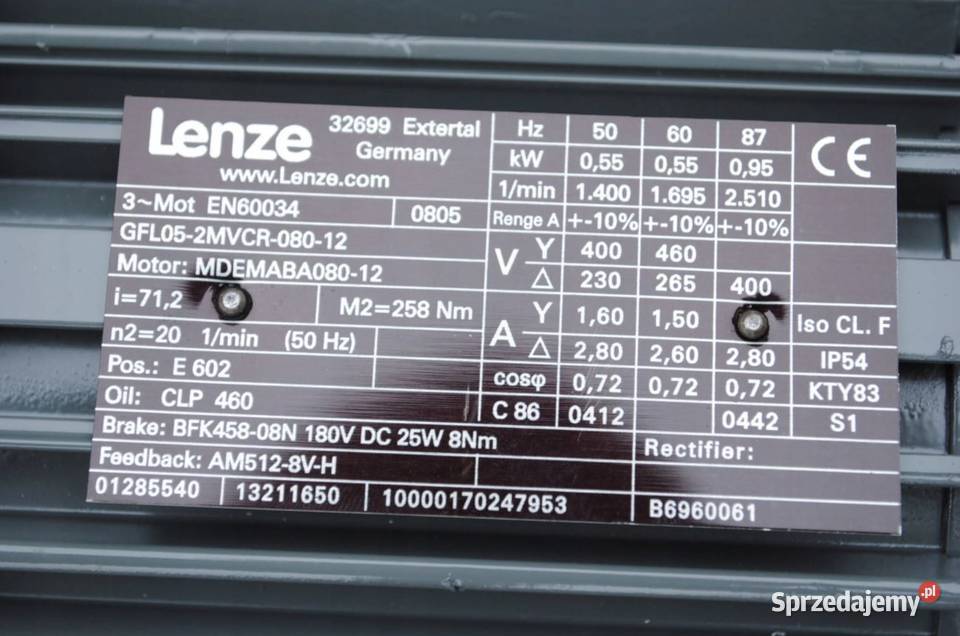 Lenze 32699 Extertal Germany
www.Lenze.com
3~Mot EN60034 0805
GFL05-2MVCR-080-12
Motor: MDEMABA080-12
i=71,2 M2=258 Nm
n2=20 1/min (50 Hz)
Pos.: E 602
Oil: CLP 460
Brake: BFK458-08N 180V DC 25W 8Nm
Feedback: AM512-8V-H
01285540 13211650 10000170247953 B6960061
Hz 50 60 87
kW 0,55 0,55 0,95
1/min 1.400 1.695 2.510
Renge A +-10% +-10% +-10%
V Y 400 460
△ 230 265 400
A Y 1,60 1,50
△ 2,80 2,60 2,80
cosφ 0,72 0,72 0,72
C 86 0412 0442
Rectifier:
CE
Iso CL. F
IP54
KTY83
S1
Sprzedajemy.pl